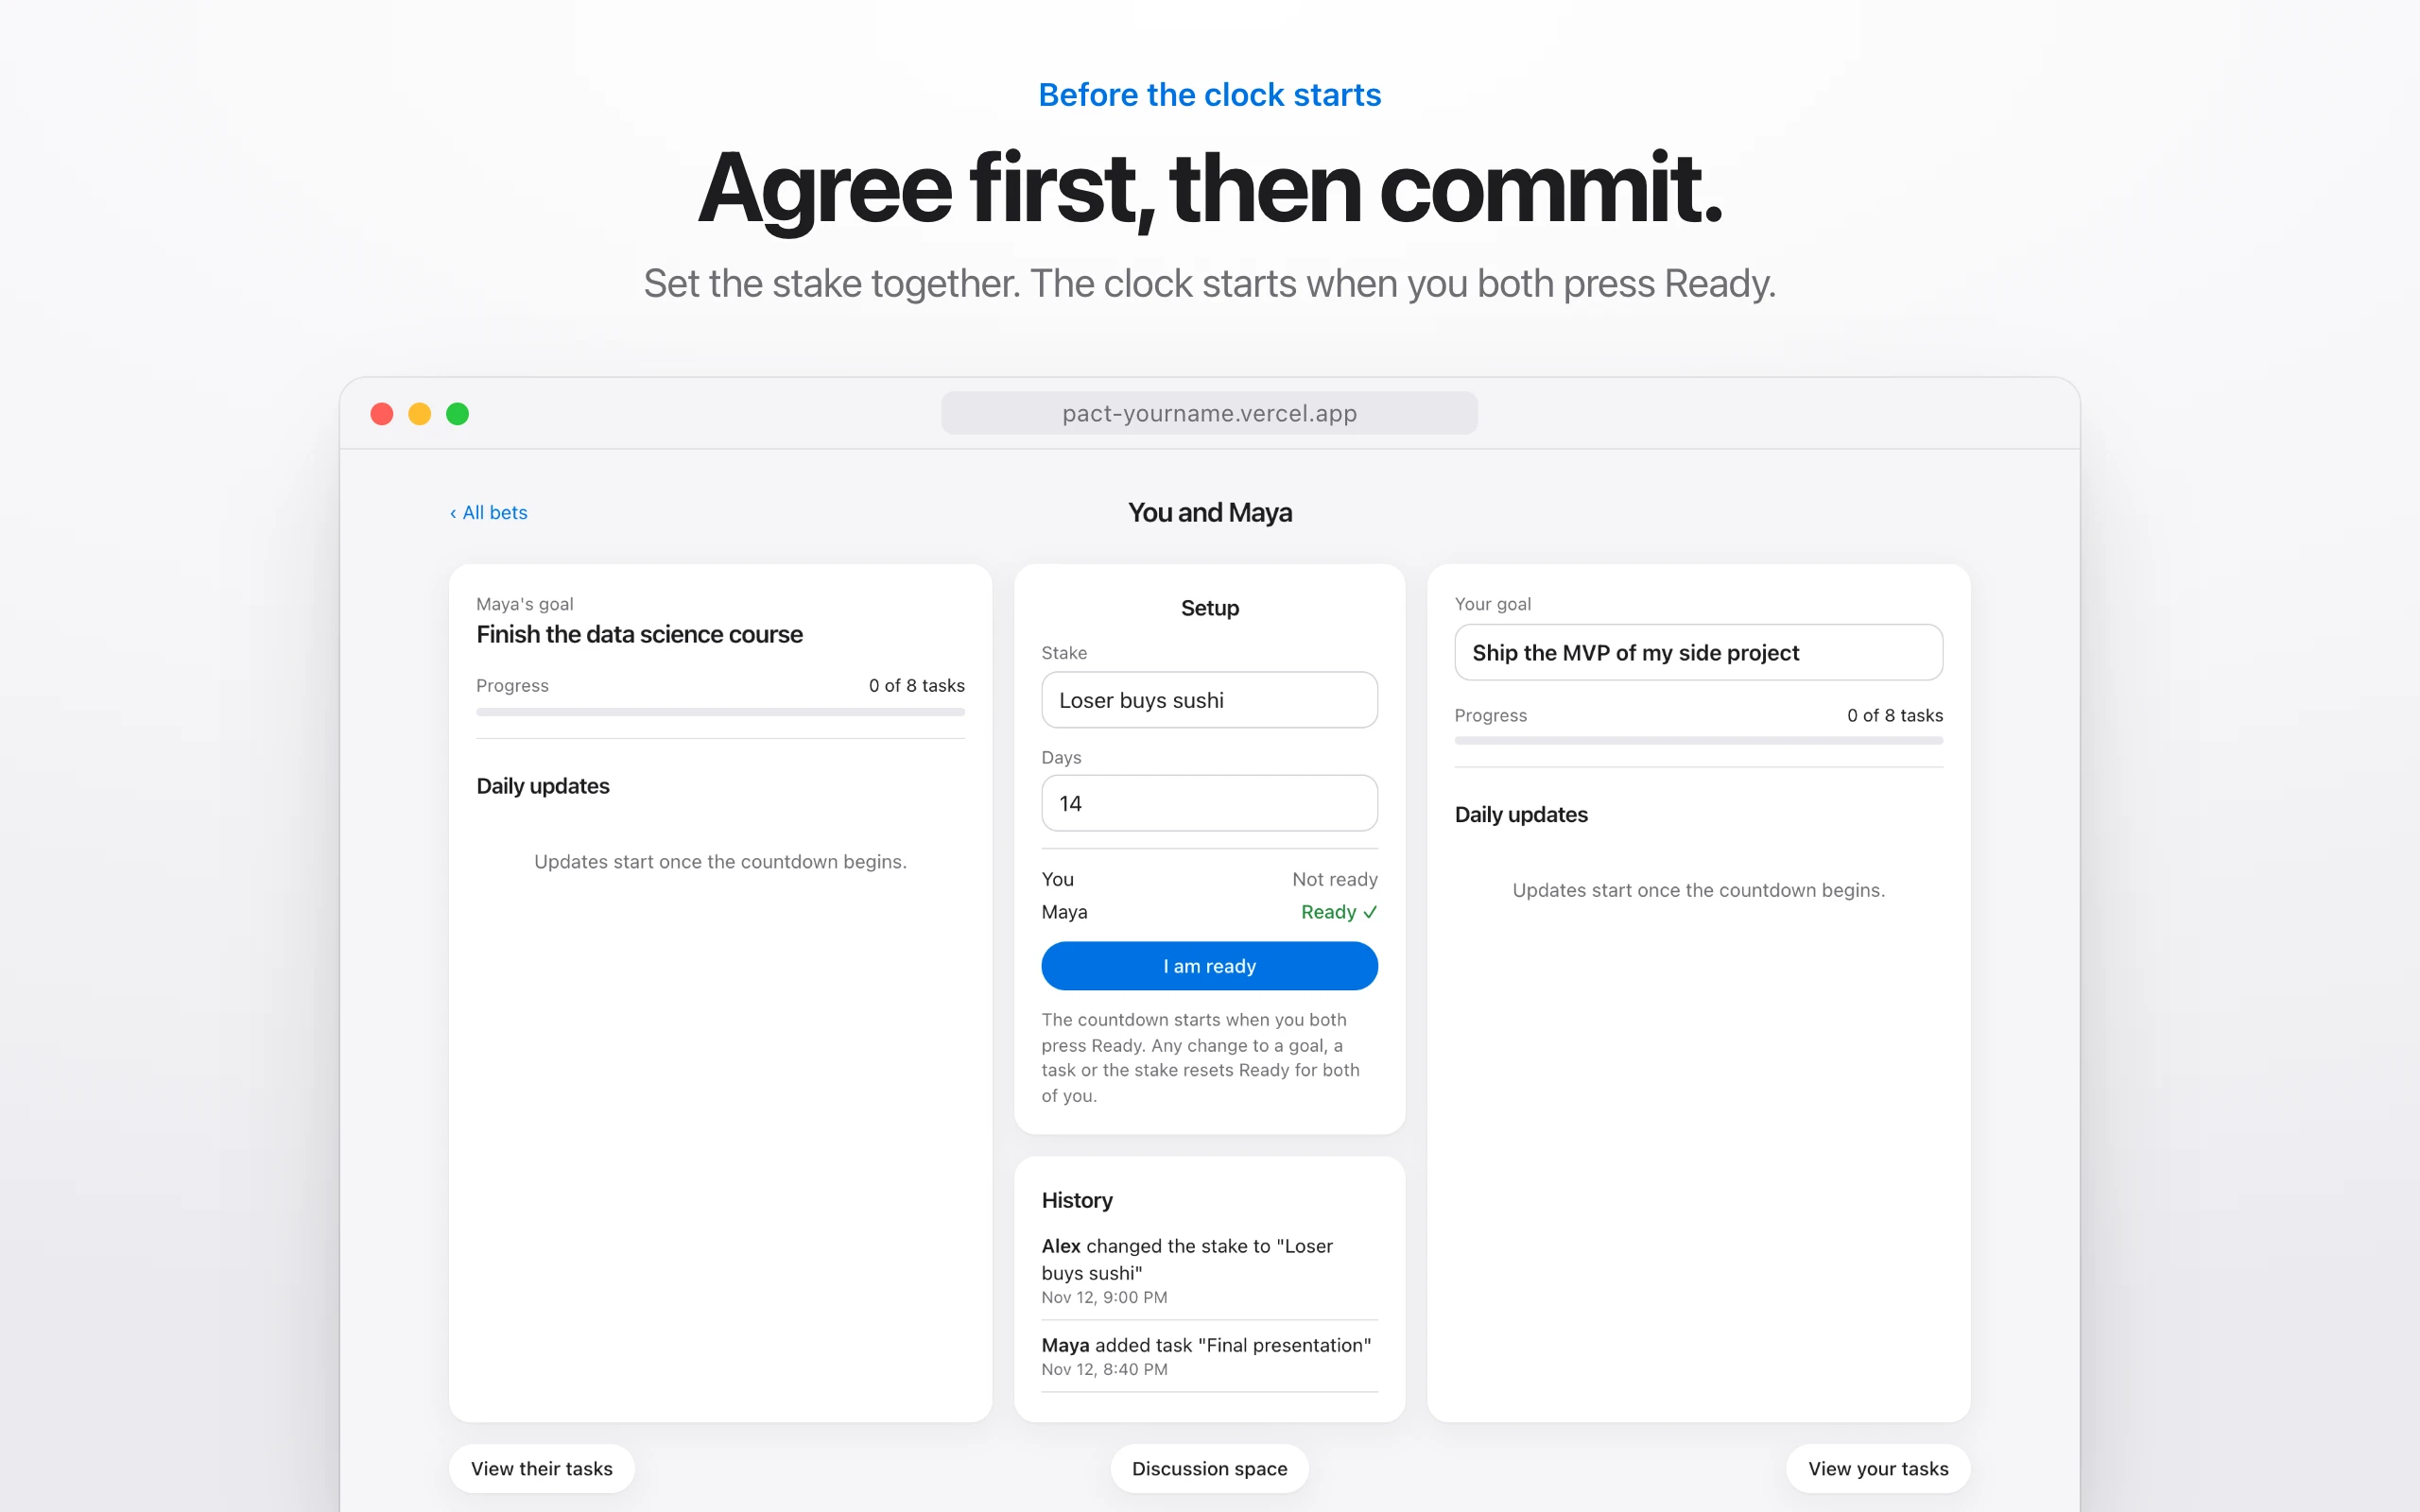 Before the clock starts
Agree first, then commit.
Set the stake together. The clock starts when you both press Ready.
pact-yourname.vercel.app
‹ All bets
You and Maya
Maya's goal
Finish the data science course
Progress
0 of 8 tasks
Daily updates
Updates start once the countdown begins.
Setup
Stake
Loser buys sushi
Days
14
You
Not ready
Maya
Ready ✓
I am ready
The countdown starts when you both
press Ready. Any change to a goal, a
task or the stake resets Ready for both
of you.
History
Alex changed the stake to "Loser
buys sushi"
Nov 12, 9:00 PM
Maya added task "Final presentation"
Nov 12, 8:40 PM
Your goal
Ship the MVP of my side project
Progress
0 of 8 tasks
Daily updates
Updates start once the countdown begins.
View their tasks
Discussion space
View your tasks